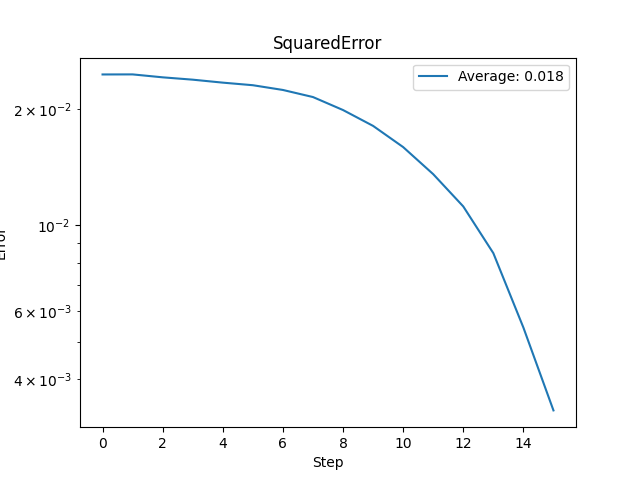 SquaredError
Average: 0.018
2 × 10⁻²
10⁻²
6 × 10⁻³
4 × 10⁻³
Error
0 2 4 6 8 10 12 14
Step